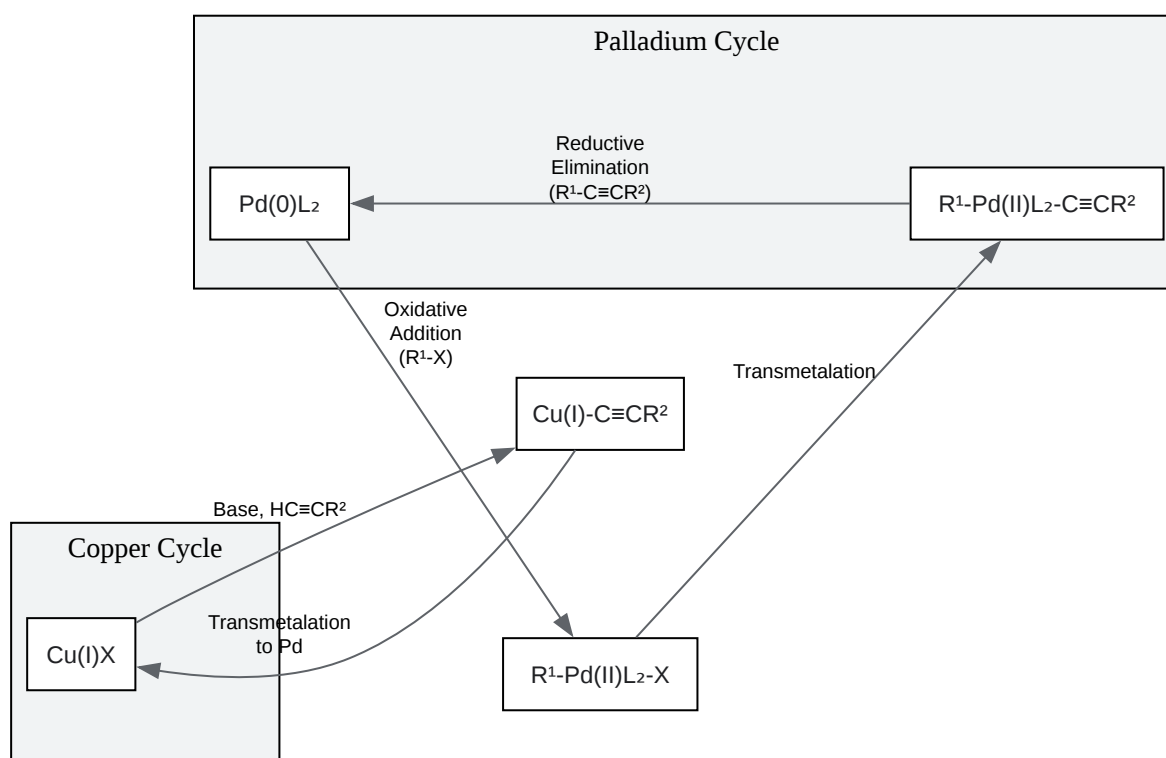 Palladium Cycle
Reductive
Elimination
(R¹-C≡CR²)
Pd(0)L₂
R¹-Pd(II)L₂-C≡CR²
Oxidative
Addition
(R¹-X)
Transmetalation
Cu(I)-C≡CR²
Base, HC≡CR²
Copper Cycle
Transmetalation
to Pd
Cu(I)X
R¹-Pd(II)L₂-X